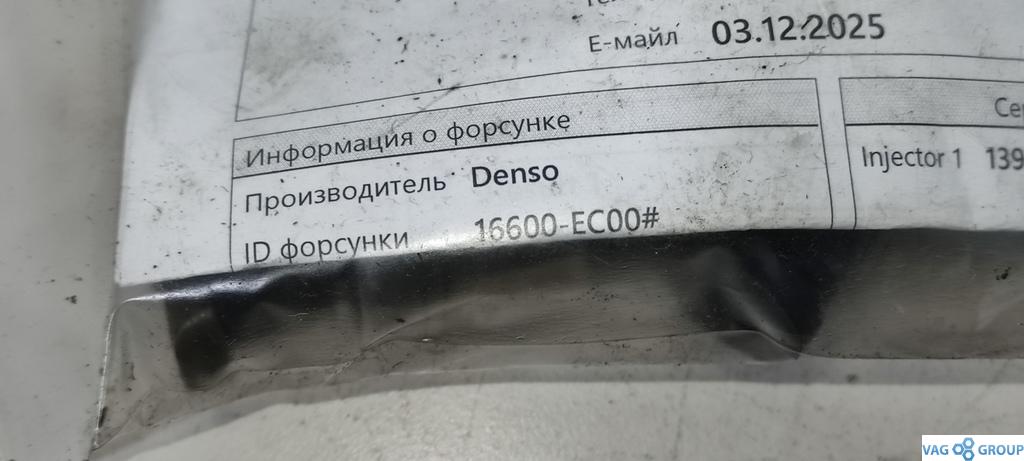 Е-майл 03.12.2025
Информация о форсунке
Производитель Denso
ID форсунки 16600-EC00#
Injector 1 139
VAG GROUP